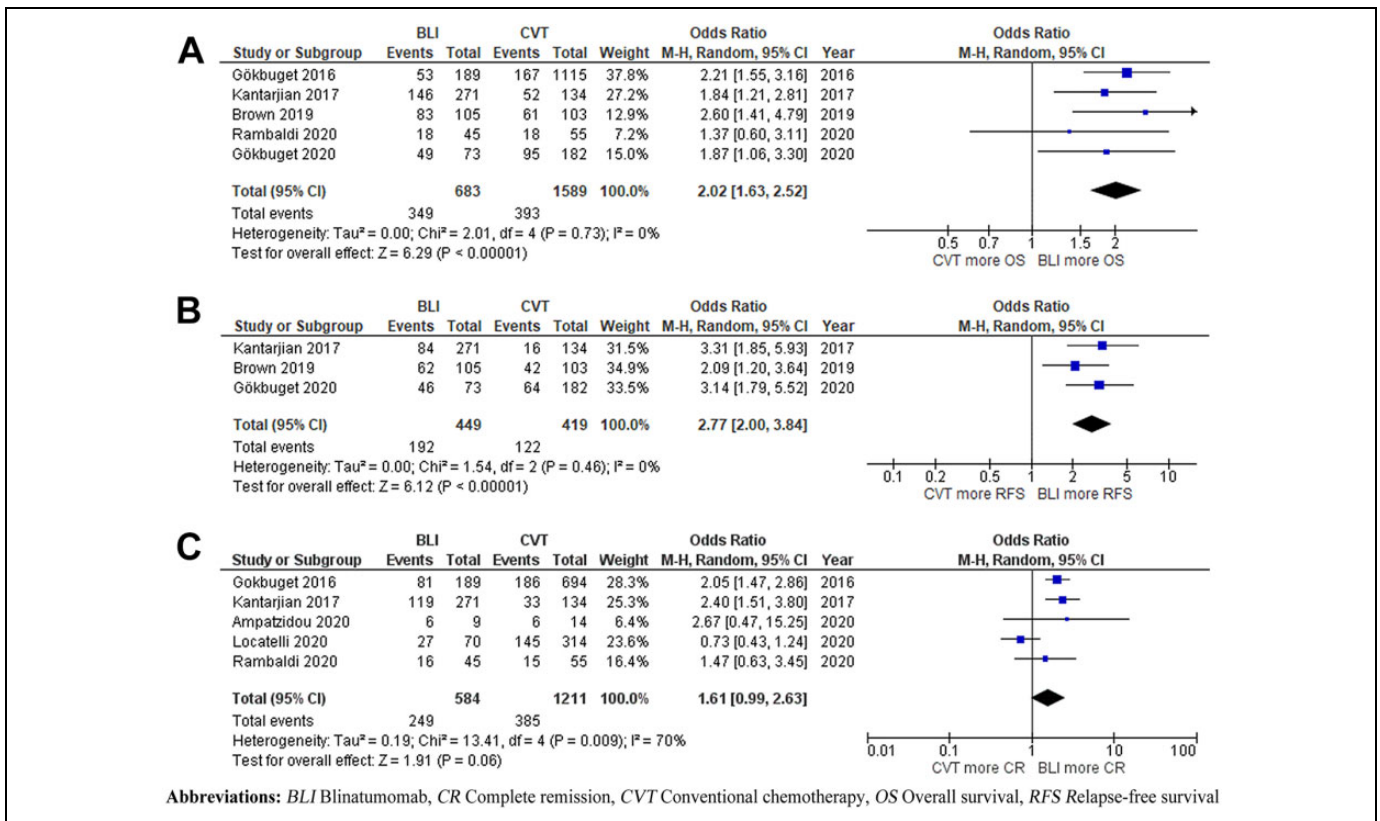 A
BLI CVT Odds Ratio Odds Ratio
Study or Subgroup Events Total Events Total Weight M-H, Random, 95% CI Year M-H, Random, 95% CI
Gökbuget 2016 53 189 167 1115 37.8% 2.21 [1.55, 3.16] 2016
Kantarjian 2017 146 271 52 134 27.2% 1.84 [1.21, 2.81] 2017
Brown 2019 83 105 61 103 12.9% 2.60 [1.41, 4.79] 2019
Rambaldi 2020 18 45 18 55 7.2% 1.37 [0.60, 3.11] 2020
Gökbuget 2020 49 73 95 182 15.0% 1.87 [1.06, 3.30] 2020
Total (95% CI) 683 1589 100.0% 2.02 [1.63, 2.52]
Total events 349 393
Heterogeneity: Tau² = 0.00; Chi² = 2.01, df = 4 (P = 0.73); I² = 0%
Test for overall effect: Z = 6.29 (P < 0.00001)
0.5 0.7 1 1.5 2
CVT more OS BLI more OS
B
BLI CVT Odds Ratio Odds Ratio
Study or Subgroup Events Total Events Total Weight M-H, Random, 95% CI Year M-H, Random, 95% CI
Kantarjian 2017 84 271 16 134 31.5% 3.31 [1.85, 5.93] 2017
Brown 2019 62 105 42 103 34.9% 2.09 [1.20, 3.64] 2019
Gökbuget 2020 46 73 64 182 33.5% 3.14 [1.79, 5.52] 2020
Total (95% CI) 449 419 100.0% 2.77 [2.00, 3.84]
Total events 192 122
Heterogeneity: Tau² = 0.00; Chi² = 1.54, df = 2 (P = 0.46); I² = 0%
Test for overall effect: Z = 6.12 (P < 0.00001)
0.1 0.2 0.5 1 2 5 10
CVT more RFS BLI more RFS
C
BLI CVT Odds Ratio Odds Ratio
Study or Subgroup Events Total Events Total Weight M-H, Random, 95% CI Year M-H, Random, 95% CI
Gokbuget 2016 81 189 186 694 28.3% 2.05 [1.47, 2.86] 2016
Kantarjian 2017 119 271 33 134 25.3% 2.40 [1.51, 3.80] 2017
Ampatzidou 2020 6 9 6 14 6.4% 2.67 [0.47, 15.25] 2020
Locatelli 2020 27 70 145 314 23.6% 0.73 [0.43, 1.24] 2020
Rambaldi 2020 16 45 15 55 16.4% 1.47 [0.63, 3.45] 2020
Total (95% CI) 584 1211 100.0% 1.61 [0.99, 2.63]
Total events 249 385
Heterogeneity: Tau² = 0.19; Chi² = 13.41, df = 4 (P = 0.009); I² = 70%
Test for overall effect: Z = 1.91 (P = 0.06)
0.01 0.1 1 10 100
CVT more CR BLI more CR
Abbreviations: BLI Blinatumomab, CR Complete remission, CVT Conventional chemotherapy, OS Overall survival, RFS Relapse-free survival